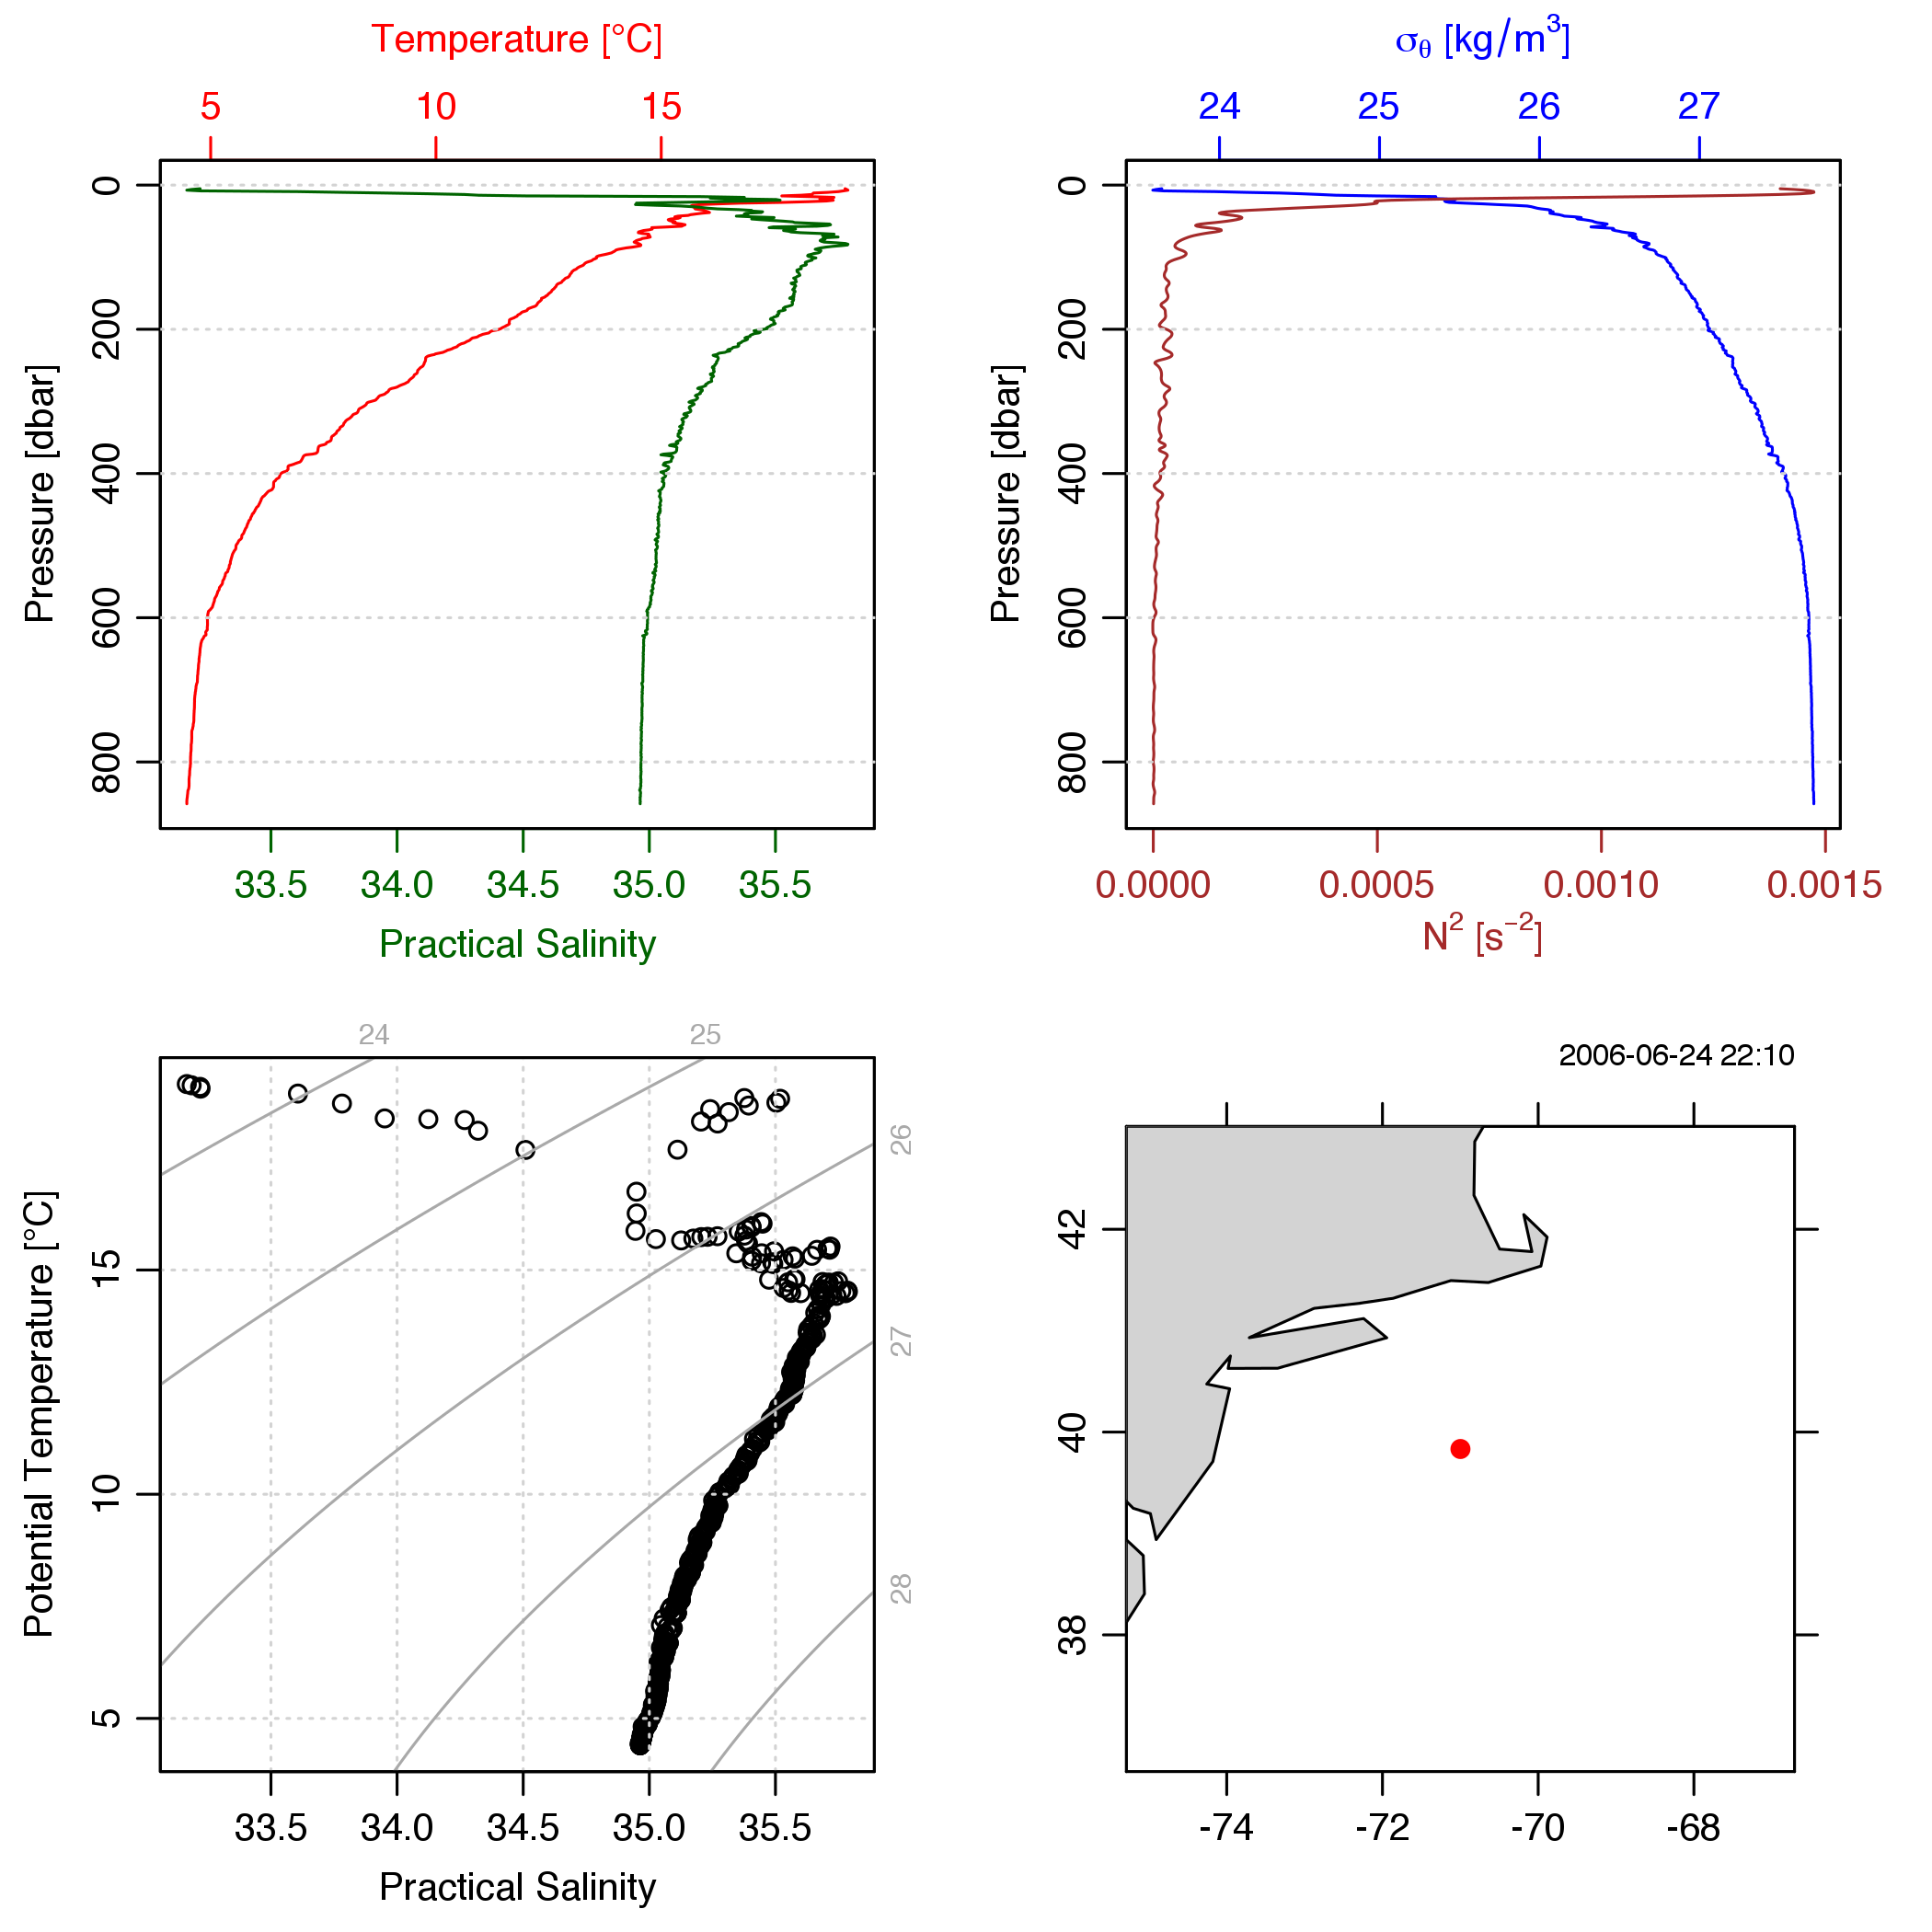 Temperature [°C]
5 10 15
0
200
400
600
800
Pressure [dbar]
33.5 34.0 34.5 35.0 35.5
Practical Salinity
σθ [kg/m³]
24 25 26 27
0
200
400
600
800
Pressure [dbar]
0.0000 0.0005 0.0010 0.0015
N² [s⁻²]
24 25
26
27
28
15
10
5
Potential Temperature [°C]
33.5 34.0 34.5 35.0 35.5
Practical Salinity
2006-06-24 22:10
42
40
38
-74 -72 -70 -68